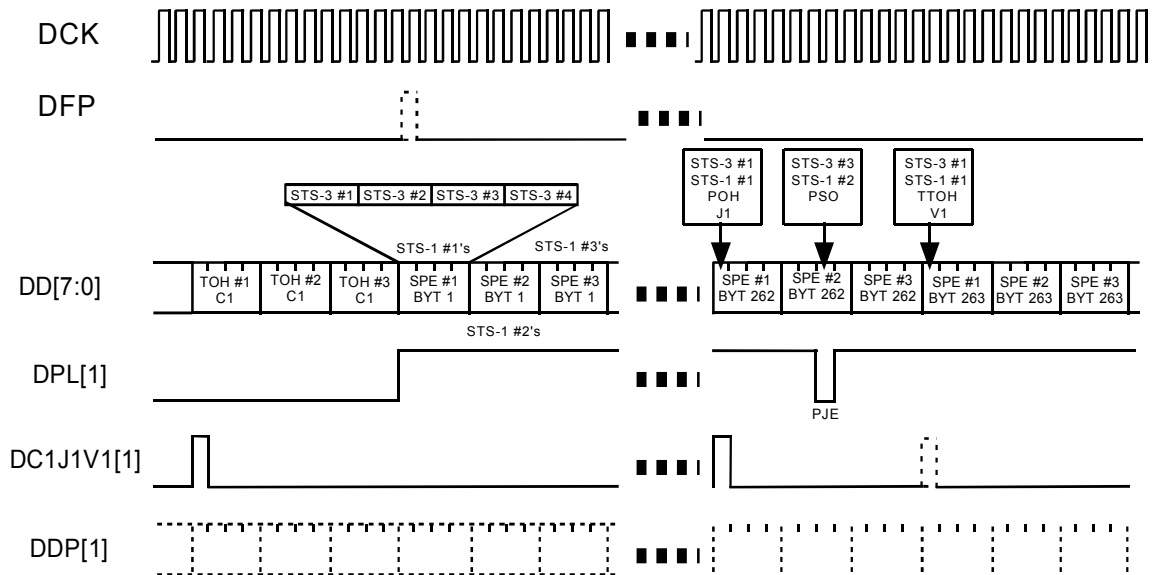 DCK
DFP
STS-3 #1
STS-1 #1
POH
J1
STS-3 #3
STS-1 #2
PSO
STS-3 #1
STS-1 #1
TTOH
V1
STS-3 #1 STS-3 #2 STS-3 #3 STS-3 #4
STS-1 #1's
STS-1 #3's
DD[7:0]
TOH #1
C1
TOH #2
C1
TOH #3
C1
SPE #1
BYT 1
SPE #2
BYT 1
SPE #3
BYT 1
SPE #1
BYT 262
SPE #2
BYT 262
SPE #3
BYT 262
SPE #1
BYT 263
SPE #2
BYT 263
SPE #3
BYT 263
STS-1 #2's
DPL[1]
PJE
DC1J1V1[1]
DDP[1]